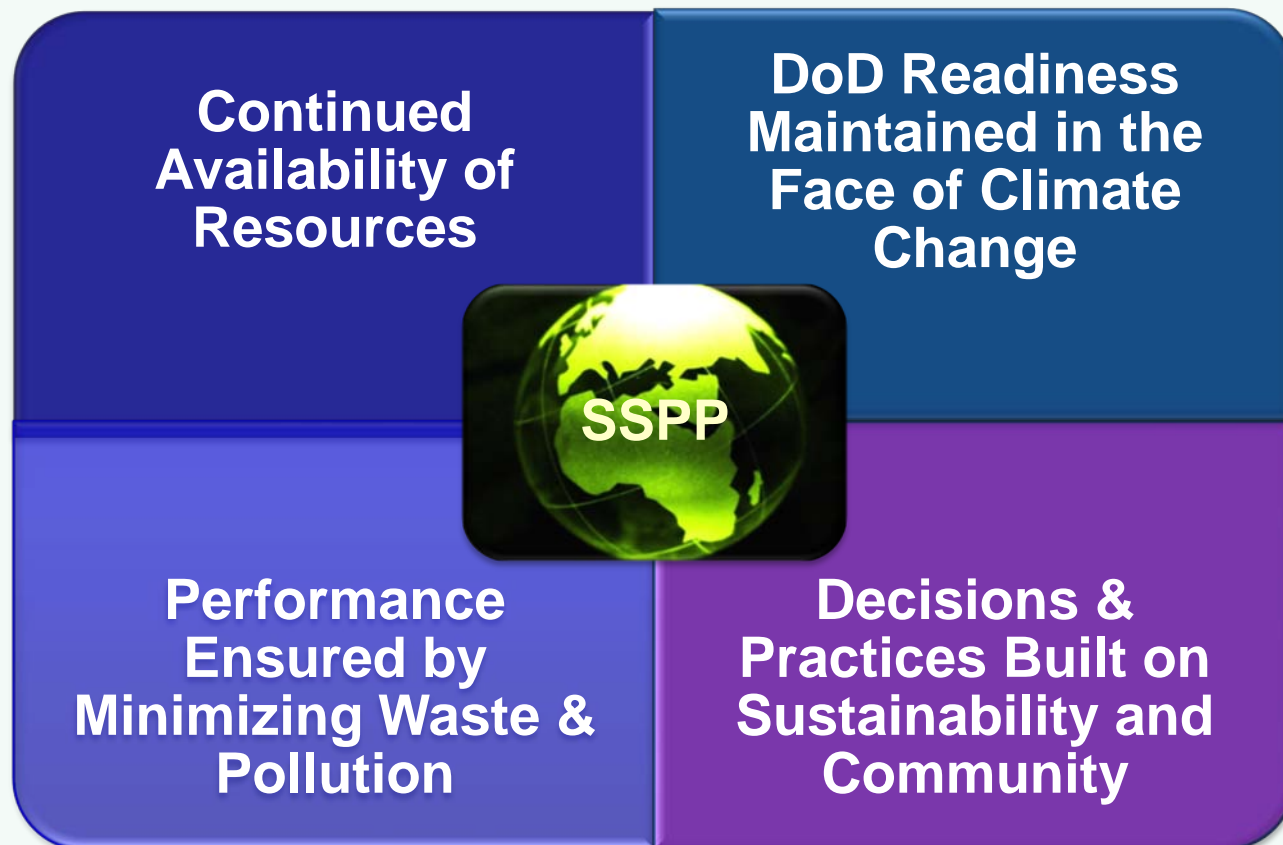 Continued
Availability of
Resources
DoD Readiness
Maintained in the
Face of Climate
Change
SSPP
Performance
Ensured by
Minimizing Waste &
Pollution
Decisions &
Practices Built on
Sustainability and
Community